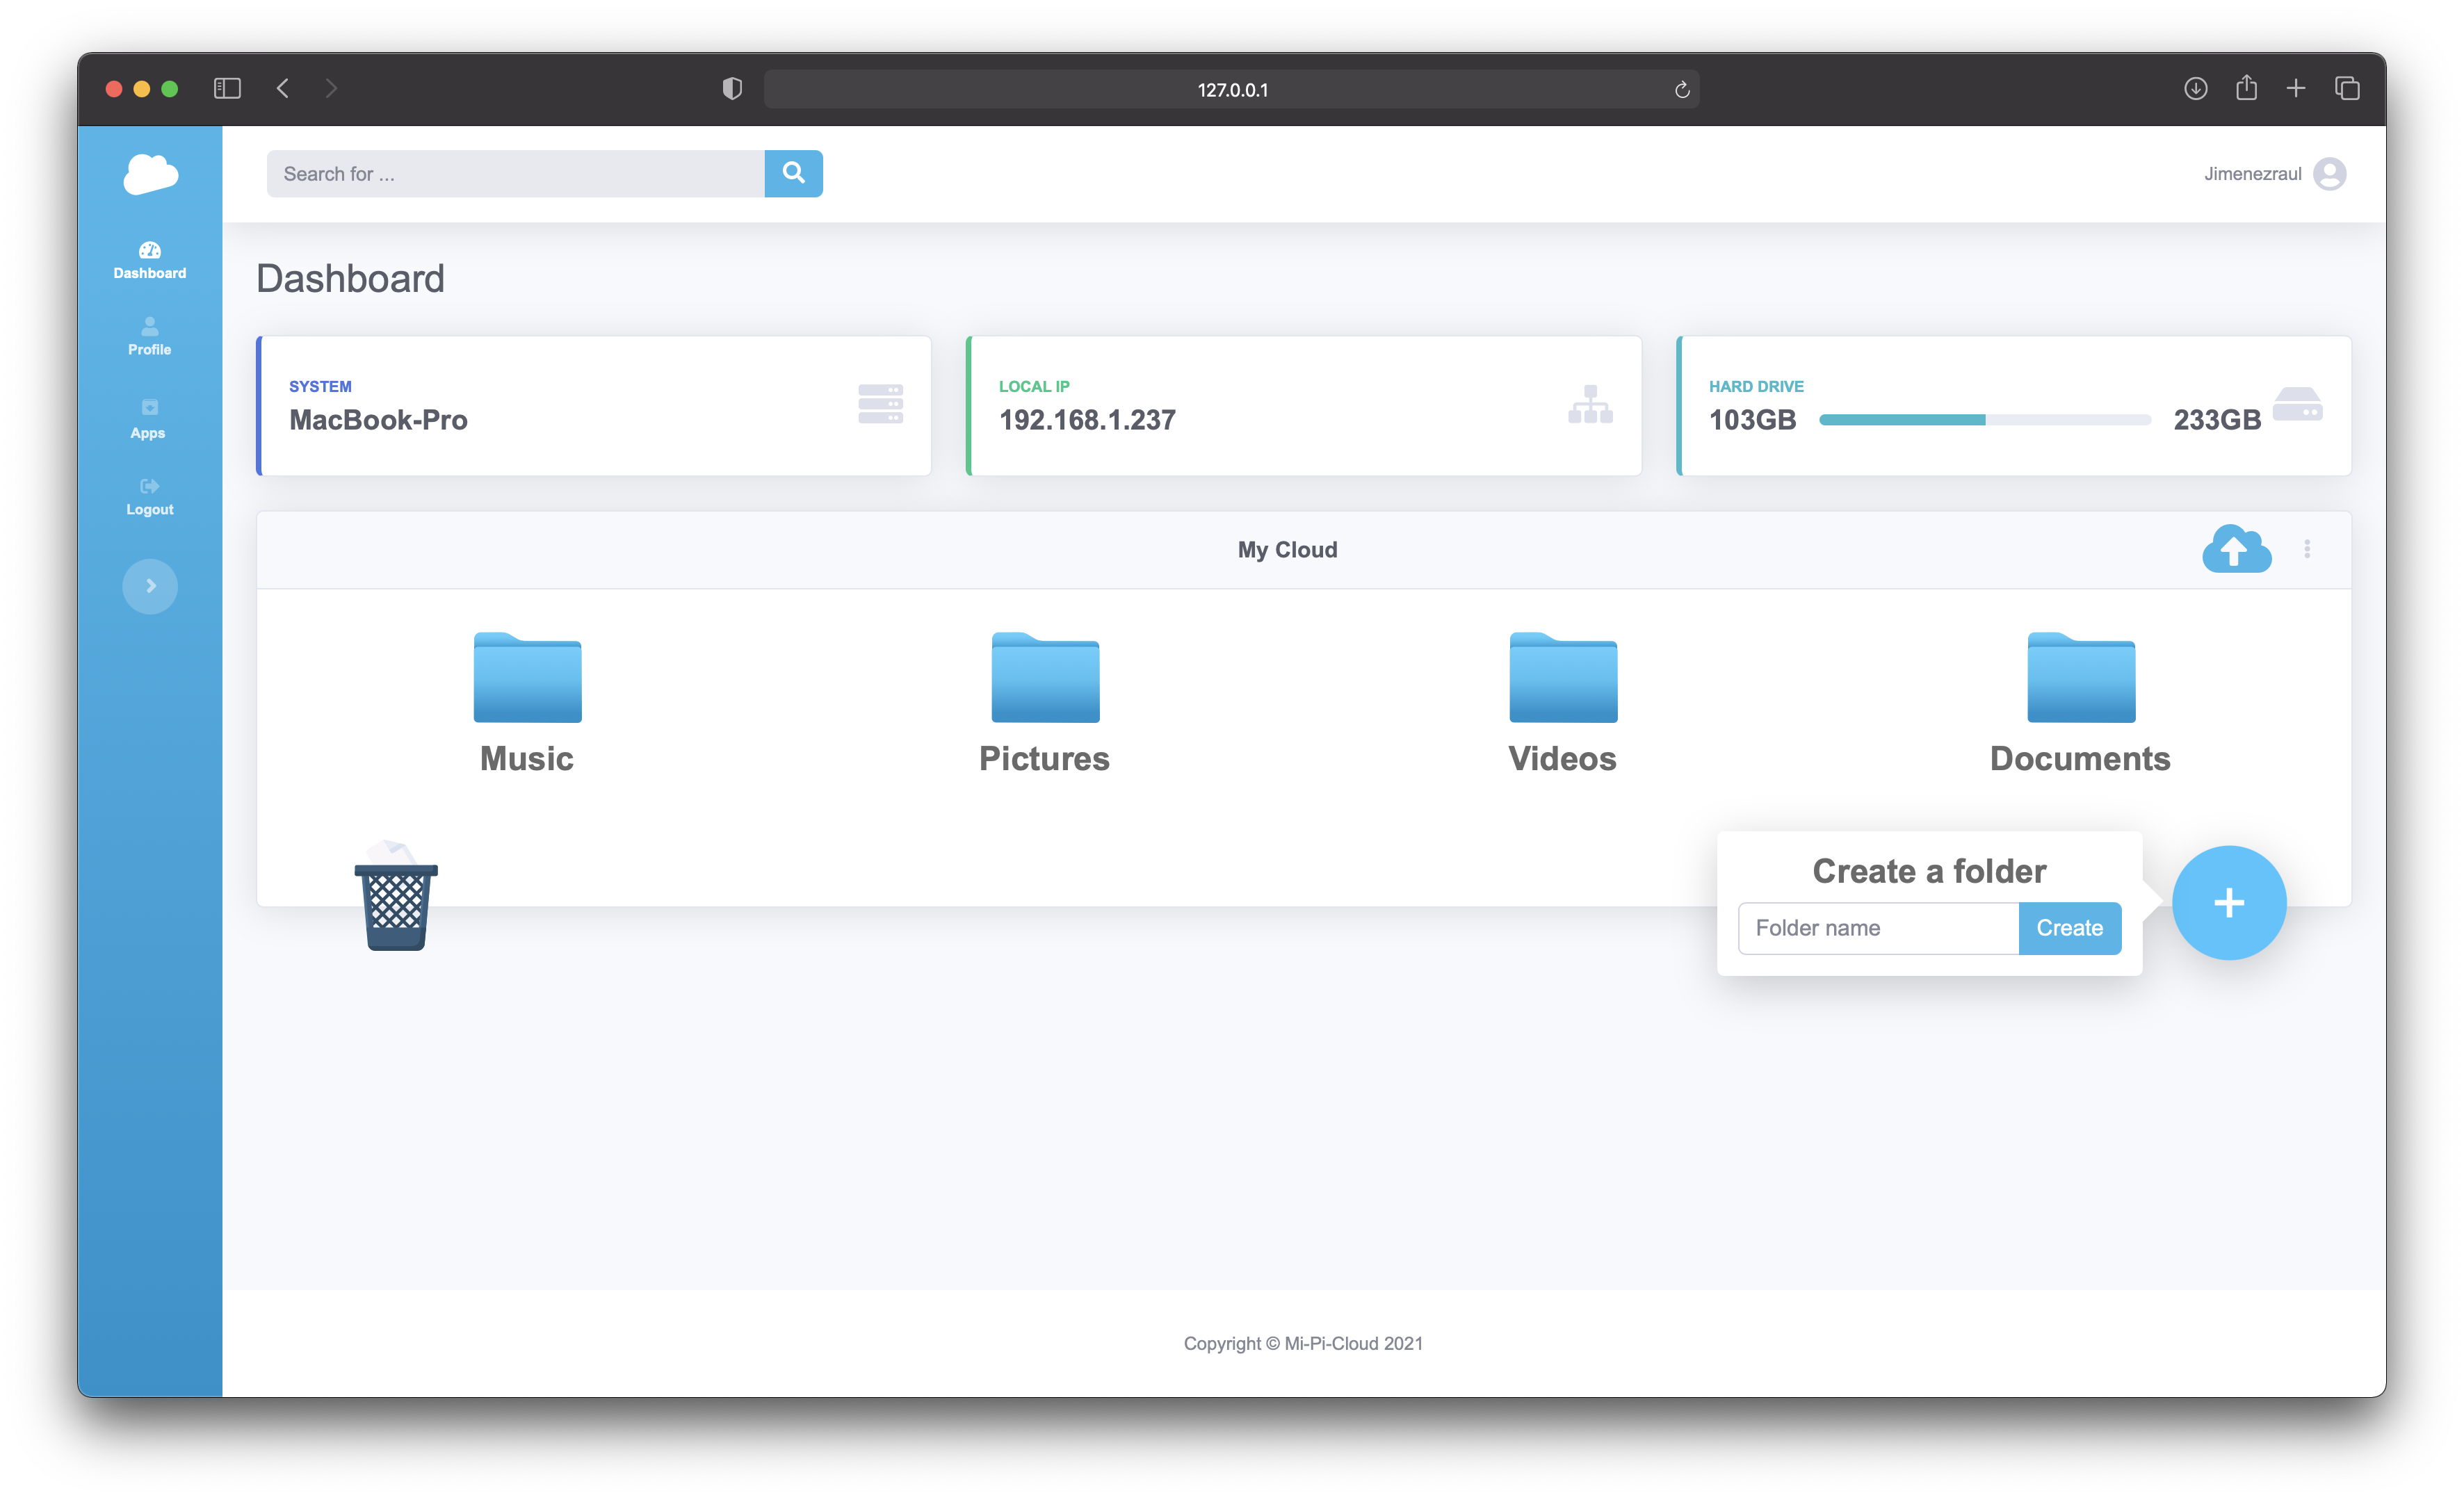 127.0.0.1
Search for ...
Jimenezraul
Dashboard
Profile
Apps
Logout
Dashboard
SYSTEM
MacBook-Pro
LOCAL IP
192.168.1.237
HARD DRIVE
103GB 233GB
My Cloud
Music
Pictures
Videos
Documents
Create a folder
Folder name
Create
Copyright © Mi-Pi-Cloud 2021